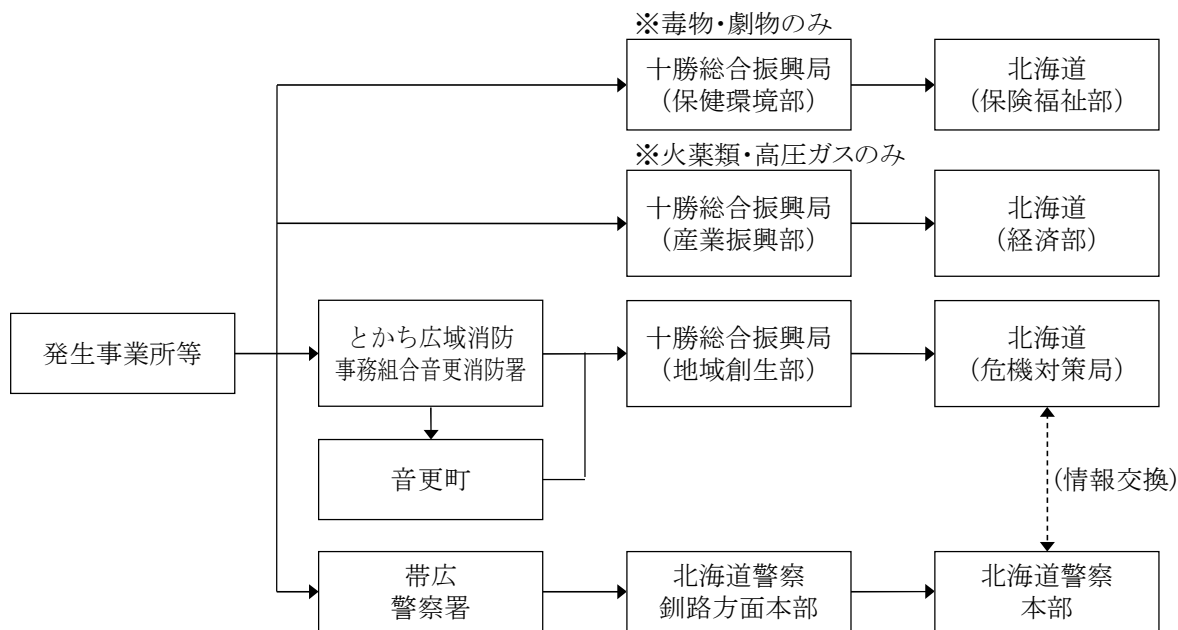 ※毒物・劇物のみ
十勝総合振興局
（保健環境部）
北海道
（保険福祉部）
※火薬類・高圧ガスのみ
十勝総合振興局
（産業振興部）
北海道
（経済部）
発生事業所等
とかち広域消防
事務組合音更消防署
十勝総合振興局
（地域創生部）
北海道
（危機対策局）
音更町
（情報交換）
帯広
警察署
北海道警察
釧路方面本部
北海道警察
本部